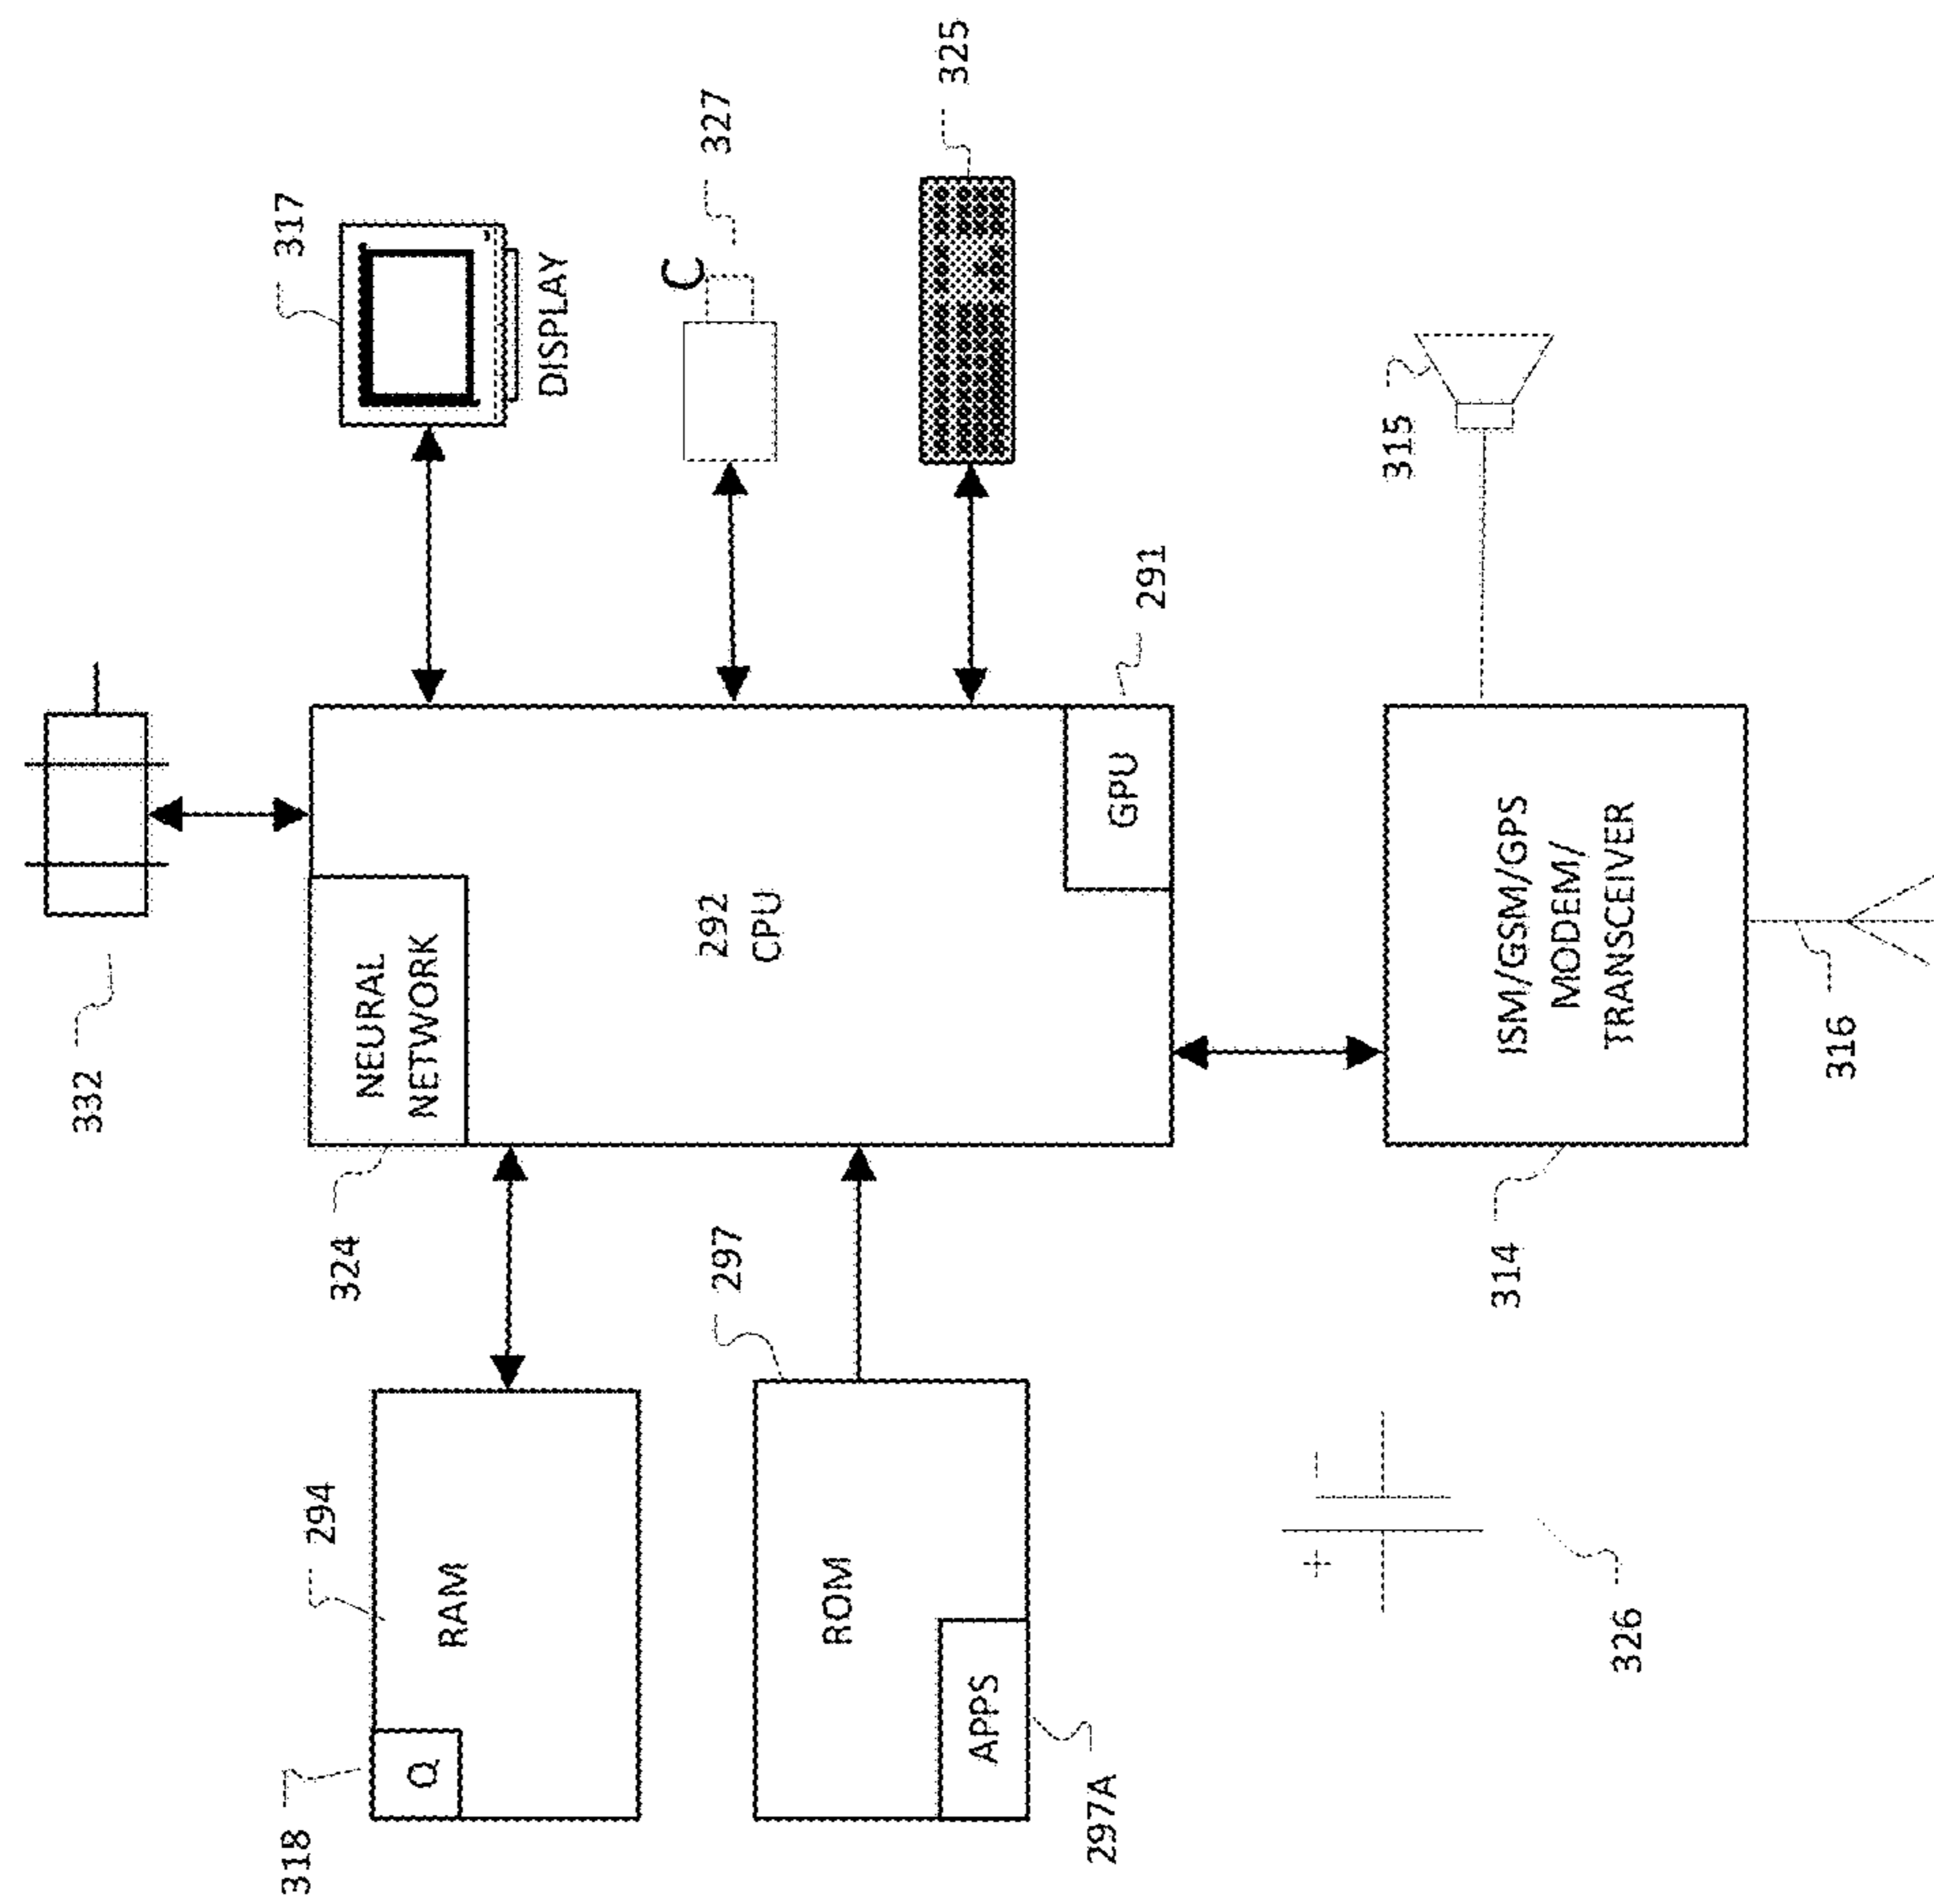 332
317
DISPLAY
C
327
325
318
Q
294
RAM
324
NEURAL
NETWORK
292
CPU
291
GPU
297
ROM
APPS
297A
326
+
−
314
ISM/GSM/GPS
MODEM/
TRANSCEIVER
315
316